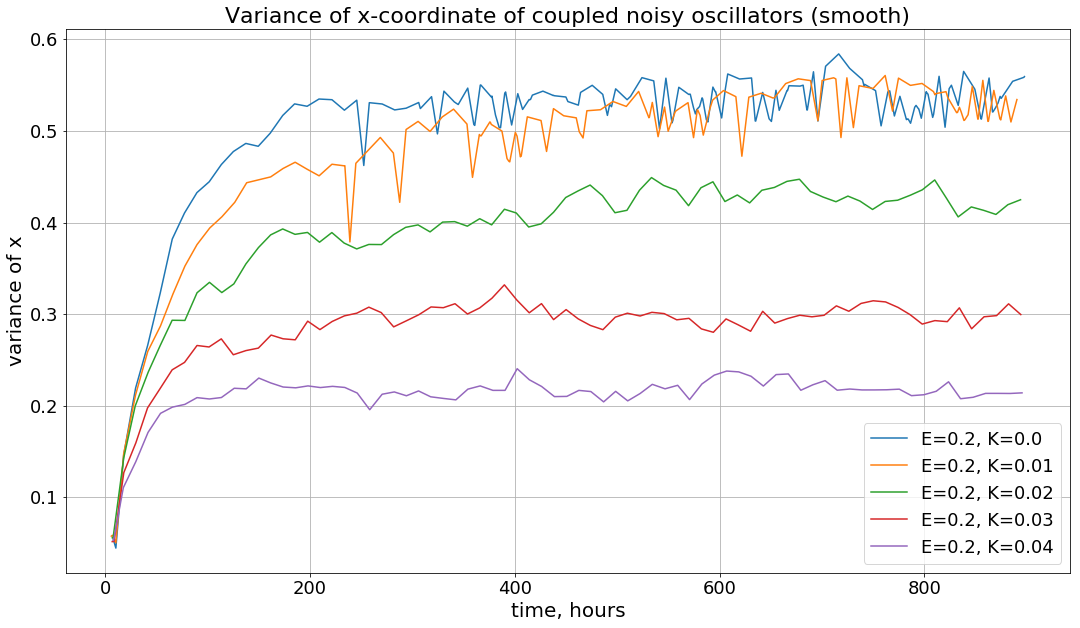 Variance of x-coordinate of coupled noisy oscillators (smooth)
variance of x
0.6
0.5
0.4
0.3
0.2
0.1
0 200 400 600 800
time, hours
E=0.2, K=0.0
E=0.2, K=0.01
E=0.2, K=0.02
E=0.2, K=0.03
E=0.2, K=0.04